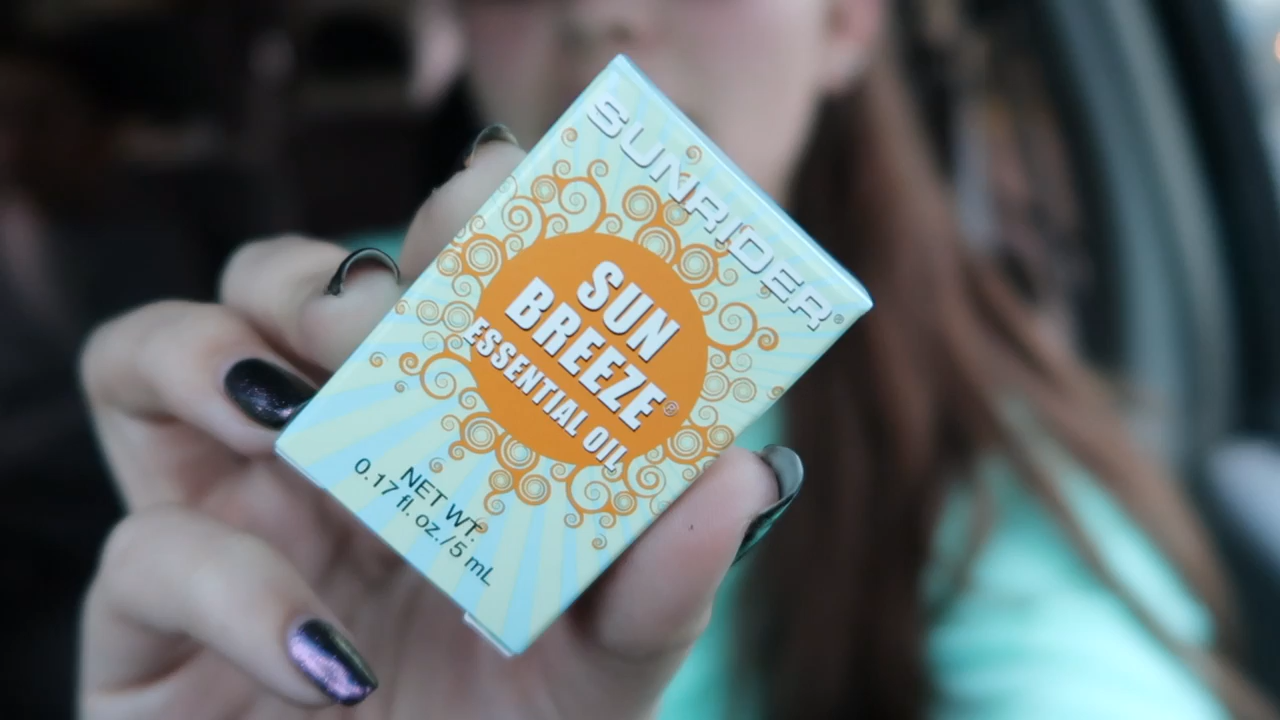 SUNRIDER®
SUN
BREEZE®
ESSENTIAL OIL
NET WT.
0.17 fl. oz./5 mL